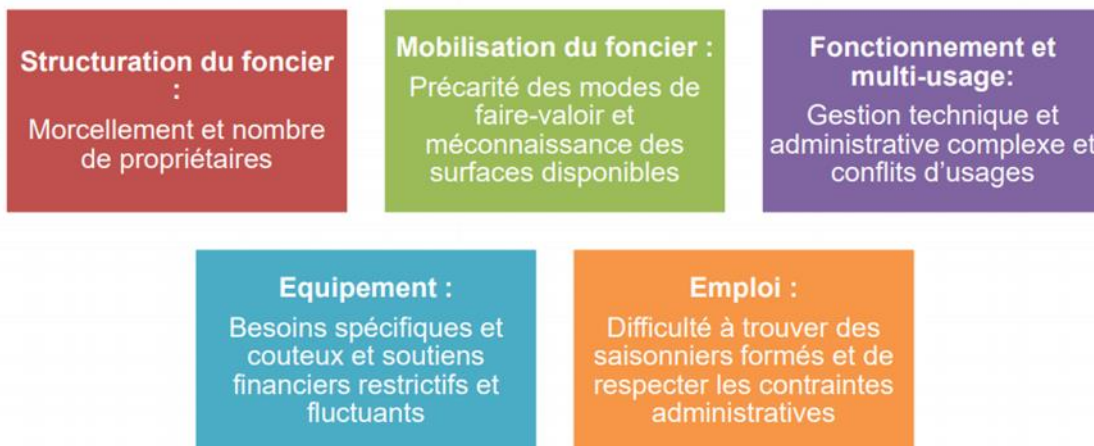 Structuration du foncier
:
Morcellement et nombre
de propriétaires
Mobilisation du foncier :
Précarité des modes de
faire-valoir et
méconnaissance des
surfaces disponibles
Fonctionnement et
multi-usage:
Gestion technique et
administrative complexe et
conflits d’usages
Equipement :
Besoins spécifiques et
couteux et soutiens
financiers restrictifs et
fluctuants
Emploi :
Difficulté à trouver des
saisonniers formés et de
respecter les contraintes
administratives